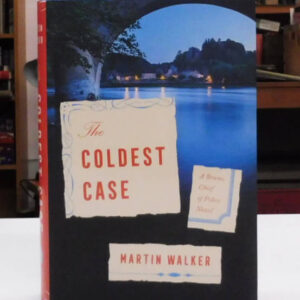 The
COLDEST
CASE
A Bruno,
Chief
of Police
Novel
MARTIN WALKER